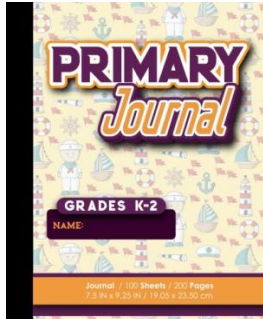 PRIMARY
Journal
GRADES K-2
NAME:
Journal / 100 Sheets / 200 Pages
7.5 IN x 9.25 IN / 19.05 x 23.50 cm